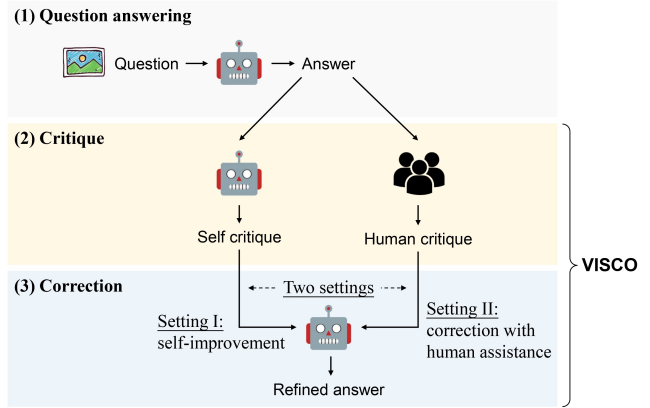 (1) Question answering
Question
Answer
(2) Critique
Self critique
Human critique
VISCO
(3) Correction
Two settings
Setting I:
self-improvement
Setting II:
correction with
human assistance
Refined answer